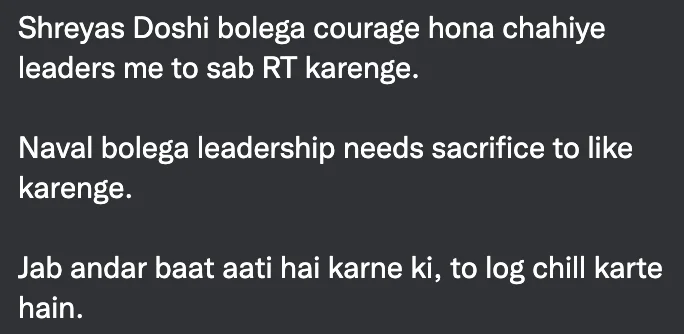 Shreyas Doshi bolega courage hona chahiye
leaders me to sab RT karenge.
Naval bolega leadership needs sacrifice to like
karenge.
Jab andar baat aati hai karne ki, to log chill karte
hain.